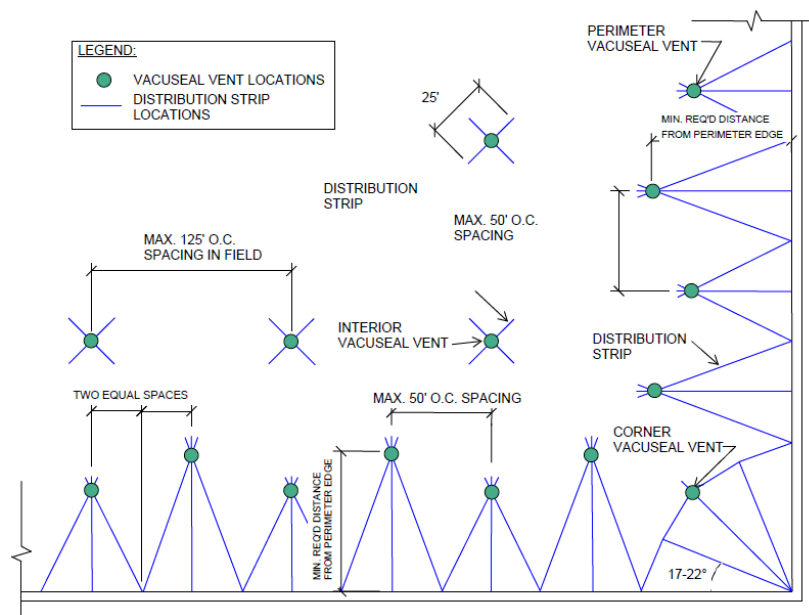 LEGEND:
VACUSEAL VENT LOCATIONS
DISTRIBUTION STRIP
LOCATIONS
PERIMETER
VACUSEAL VENT
25'
MIN. REQ'D DISTANCE
FROM PERIMETER EDGE
DISTRIBUTION
STRIP
MAX. 50' O.C.
SPACING
MAX. 125' O.C.
SPACING IN FIELD
INTERIOR
VACUSEAL VENT
DISTRIBUTION
STRIP
TWO EQUAL SPACES
MAX. 50' O.C. SPACING
CORNER
VACUSEAL VENT
MIN. REQ'D DISTANCE
FROM PERIMETER EDGE
17-22°